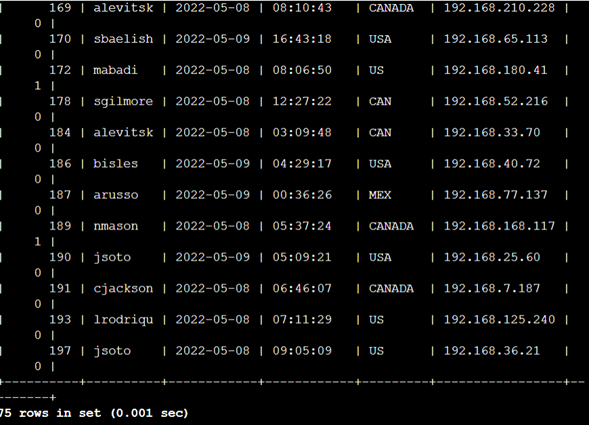 |       169 | alevitsk | 2022-05-08 | 08:10:43   | CANADA  | 192.168.210.228 |
     0 |
|       170 | sbaelish | 2022-05-09 | 16:43:18   | USA     | 192.168.65.113  |
     0 |
|       172 | mabadi   | 2022-05-08 | 08:06:50   | US      | 192.168.180.41  |
     1 |
|       178 | sgilmore | 2022-05-08 | 12:27:22   | CAN     | 192.168.52.216  |
     0 |
|       184 | alevitsk | 2022-05-08 | 03:09:48   | CAN     | 192.168.33.70   |
     0 |
|       186 | bisles   | 2022-05-09 | 04:29:17   | USA     | 192.168.40.72   |
     0 |
|       187 | arusso   | 2022-05-09 | 00:36:26   | MEX     | 192.168.77.137  |
     0 |
|       189 | nmason   | 2022-05-08 | 05:37:24   | CANADA  | 192.168.168.117 |
     1 |
|       190 | jsoto    | 2022-05-09 | 05:09:21   | USA     | 192.168.25.60   |
     0 |
|       191 | cjackson | 2022-05-08 | 06:46:07   | CANADA  | 192.168.7.187   |
     0 |
|       193 | lrodriqu | 2022-05-08 | 07:11:29   | US      | 192.168.125.240 |
     0 |
|       197 | jsoto    | 2022-05-08 | 09:05:09   | US      | 192.168.36.21   |
     0 |
+----------+----------+------------+------------+---------+-----------------+--
-------+
75 rows in set (0.001 sec)